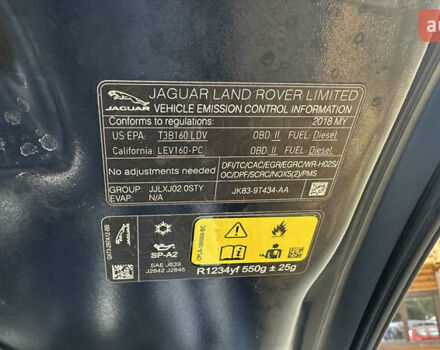 JAGUAR
JAGUAR LAND ROVER LIMITED
VEHICLE EMISSION CONTROL INFORMATION
Conforms to regulations: 2018 MY
US EPA: T3B160 LDV OBD: II FUEL: Diesel
California: LEV160-PC OBD: II FUEL: Diesel
No adjustments needed
DFI/TC/CAC/EGR/EGRC/WR-HO2S/
OC/DPF/SCRC/NOXS(2)/PMS
GROUP: JJLXJ02.0STY JK83-9T434-AA
EVAP: N/A
JAGUAR
SP-A2
SAE J639
J2842 J2845
R1234yf 550g ± 25g